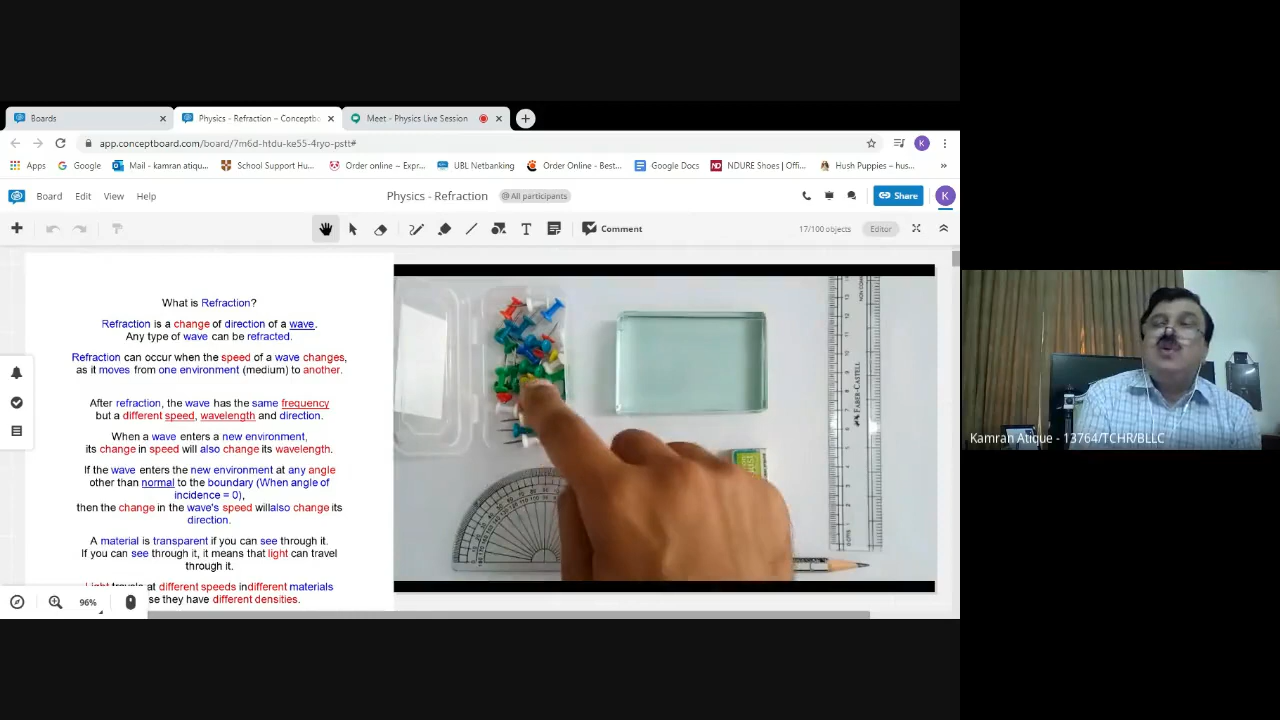 Boards
Physics - Refraction – Conceptbo
Meet - Physics Live Session
app.conceptboard.com/board/7m6d-htdu-ke55-4ryo-pstt#
Apps
Google
Mail - kamran atiqu...
School Support Hu...
Order online – Expr...
UBL Netbanking
Order Online - Best...
Google Docs
NDURE Shoes | Offi...
Hush Puppies – hus...
»
Board Edit View Help
Physics - Refraction
@ All participants
Share
K
Comment
17/100 objects
Editor
What is Refraction?
Refraction is a change of direction of a wave.
Any type of wave can be refracted.
Refraction can occur when the speed of a wave changes,
as it moves from one environment (medium) to another.
After refraction, the wave has the same frequency
but a different speed, wavelength and direction.
When a wave enters a new environment,
its change in speed will also change its wavelength.
If the wave enters the new environment at any angle
other than normal to the boundary (When angle of
incidence = 0),
then the change in the wave's speed willalso change its
direction.
A material is transparent if you can see through it.
If you can see through it, it means that light can travel
through it.
Light travels at different speeds indifferent materials
se they have different densities.
96%
FABER-CASTELL
Kamran Atique - 13764/TCHR/BLLC